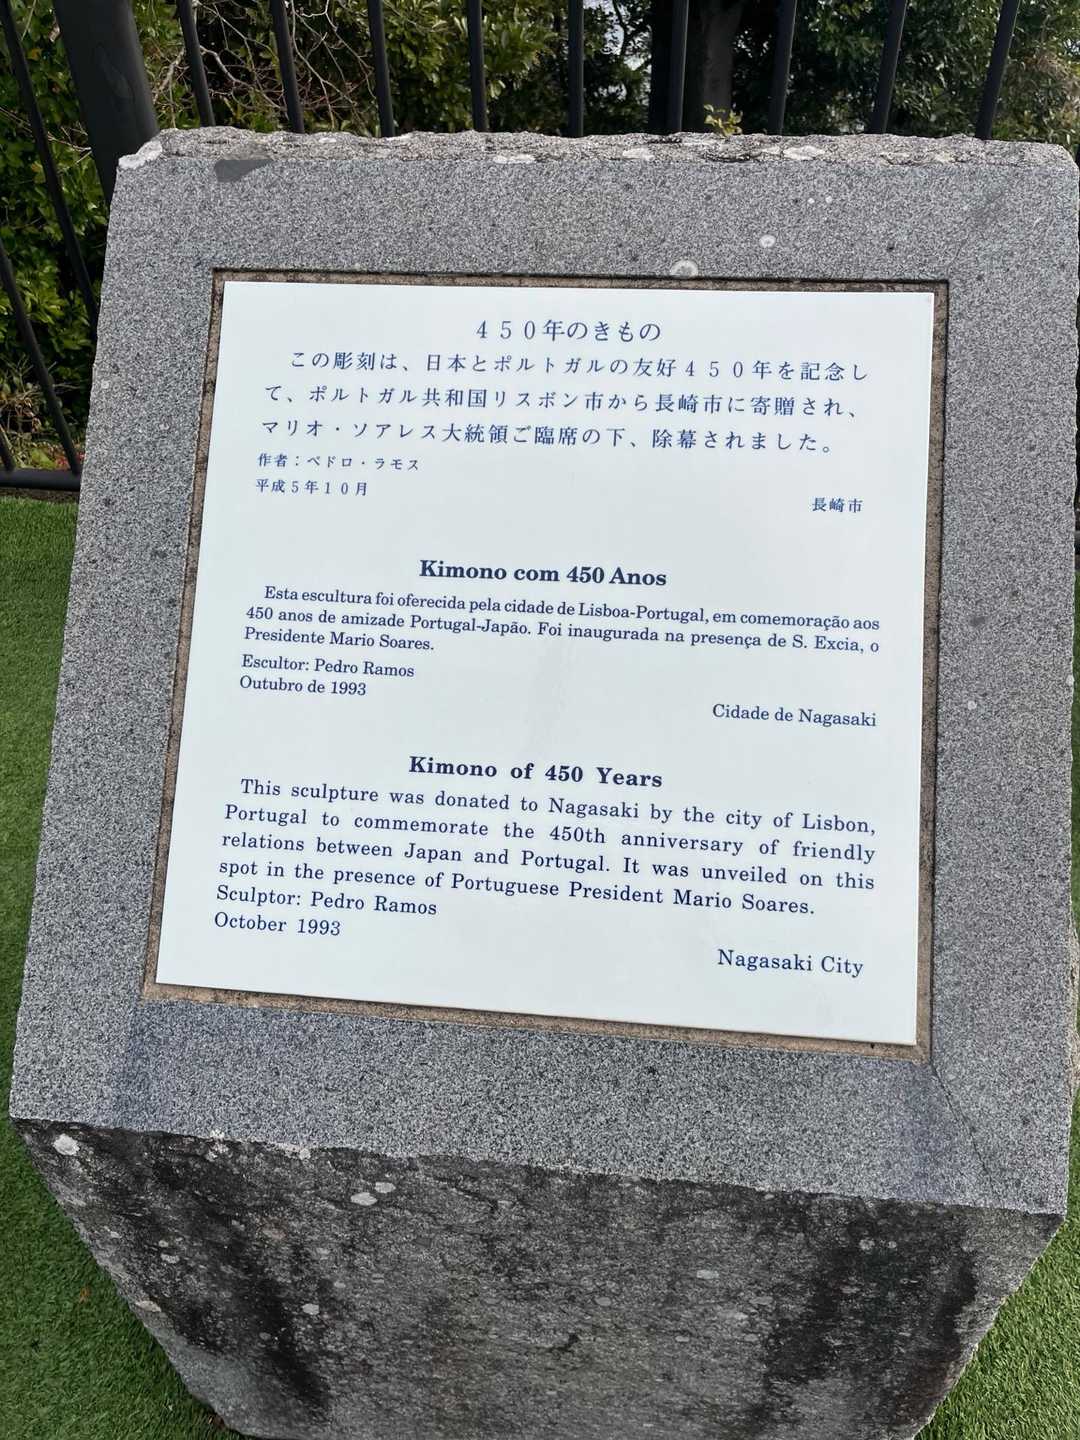 ４５０年のきもの
この彫刻は、日本とポルトガルの友好４５０年を記念し
て、ポルトガル共和国リスボン市から長崎市に寄贈され、
マリオ・ソアレス大統領ご臨席の下、除幕されました。
作者：ペドロ・ラモス
平成５年１０月
長崎市
Kimono com 450 Anos
Esta escultura foi oferecida pela cidade de Lisboa-Portugal, em comemoração aos
450 anos de amizade Portugal-Japão. Foi inaugurada na presença de S. Excia, o
Presidente Mario Soares.
Escultor: Pedro Ramos
Outubro de 1993
Cidade de Nagasaki
Kimono of 450 Years
This sculpture was donated to Nagasaki by the city of Lisbon,
Portugal to commemorate the 450th anniversary of friendly
relations between Japan and Portugal. It was unveiled on this
spot in the presence of Portuguese President Mario Soares.
Sculptor: Pedro Ramos
October 1993
Nagasaki City